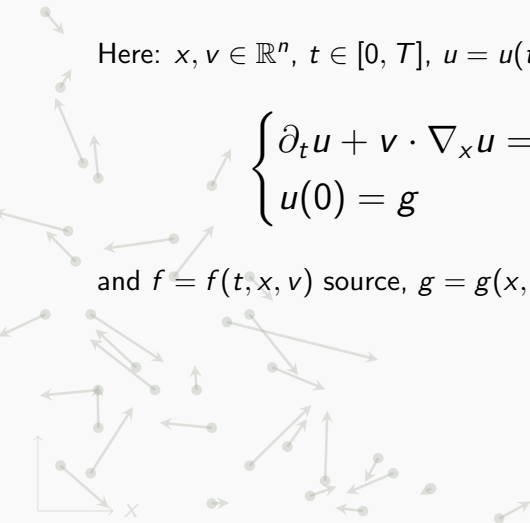 Here: x, v ∈ ℝⁿ, t ∈ [0, T], u = u(
∂ₜu + v · ∇ₓu =
u(0) = g
and f = f(t, x, v) source, g = g(x,
x